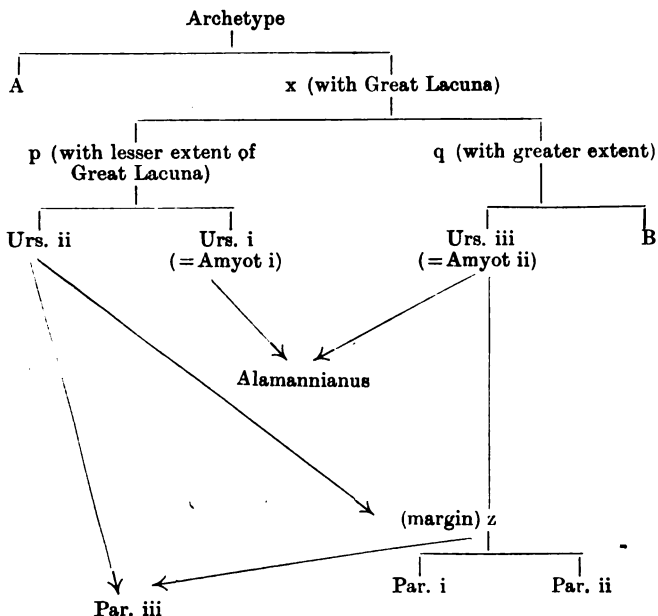 Archetype
A
x (with Great Lacuna)
p (with lesser extent of
Great Lacuna)
q (with greater extent)
Urs. ii
Urs. i
(=Amyot i)
Urs. iii
(=Amyot ii)
B
Alamannianus
(margin) z
Par. i
Par. ii
Par. iii